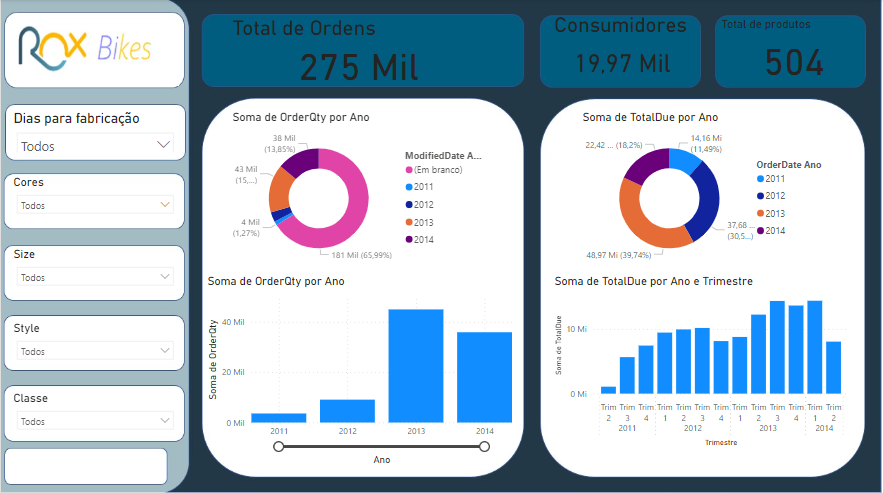 Rox Bikes
Dias para fabricação
Todos
Cores
Todos
Size
Todos
Style
Todos
Classe
Todos
Total de Ordens
275 Mil
Consumidores
19,97 Mil
Total de produtos
504
Soma de OrderQty por Ano
38 Mil
(13,85%)
43 Mil
(15,...)
4 Mil
(1,27%)
181 Mil (65,99%)
ModifiedDate A...
(Em branco)
2011
2012
2013
2014
Soma de TotalDue por Ano
14,16 Mi
(11,49%)
22,42 ... (18,2%)
37,68 ...
(30,5...)
48,97 Mi (39,74%)
OrderDate Ano
2011
2012
2013
2014
Soma de OrderQty por Ano
Soma de OrderQty
40 Mil
20 Mil
0 Mil
2011 2012 2013 2014
Ano
Soma de TotalDue por Ano e Trimestre
Soma de TotalDue
10 Mi
0 Mi
Trim Trim Trim Trim Trim Trim Trim Trim Trim Trim Trim Trim Trim
2 3 4 1 2 3 4 1 2 3 4 1 2
2011 2012 2013 2014
Trimestre